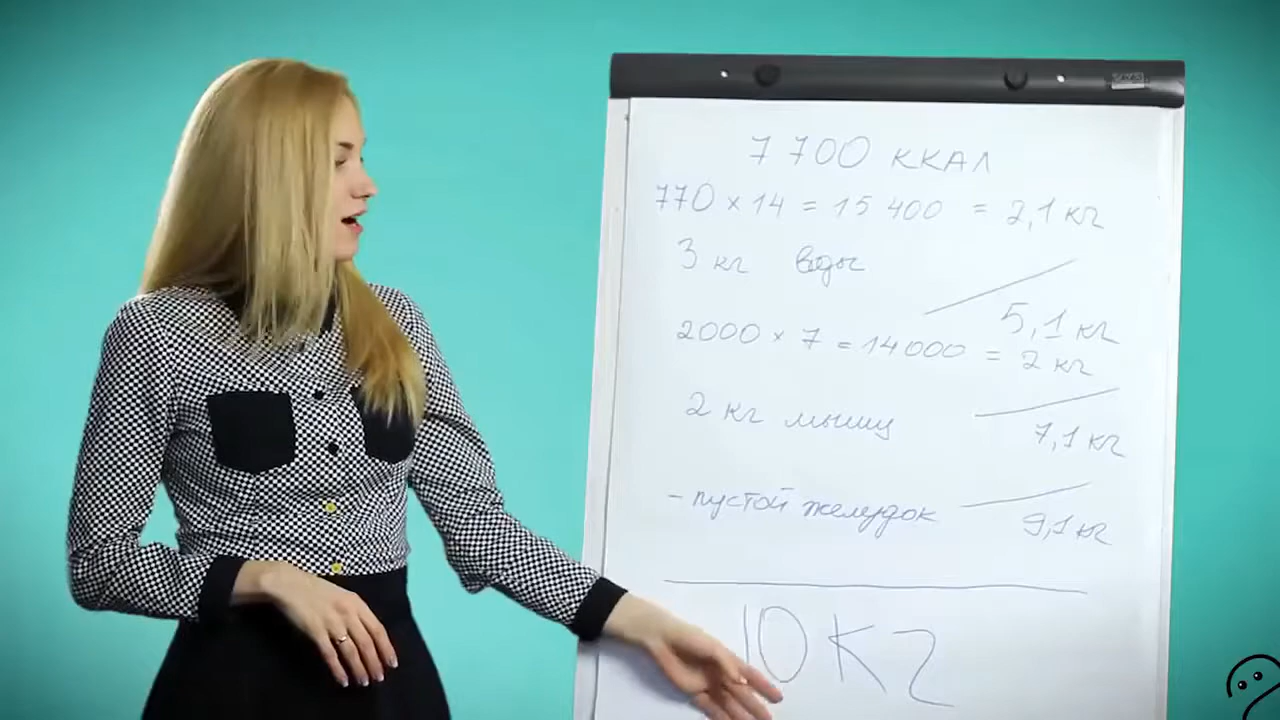 7 700 ККАЛ
770 × 14 = 15 400 = 2,1 кг
3 кг воды
5,1 кг
2000 × 7 = 14000 = 2 кг
2 кг мышц
7,1 кг
- пустой желудок
9,1 кг
10 кг